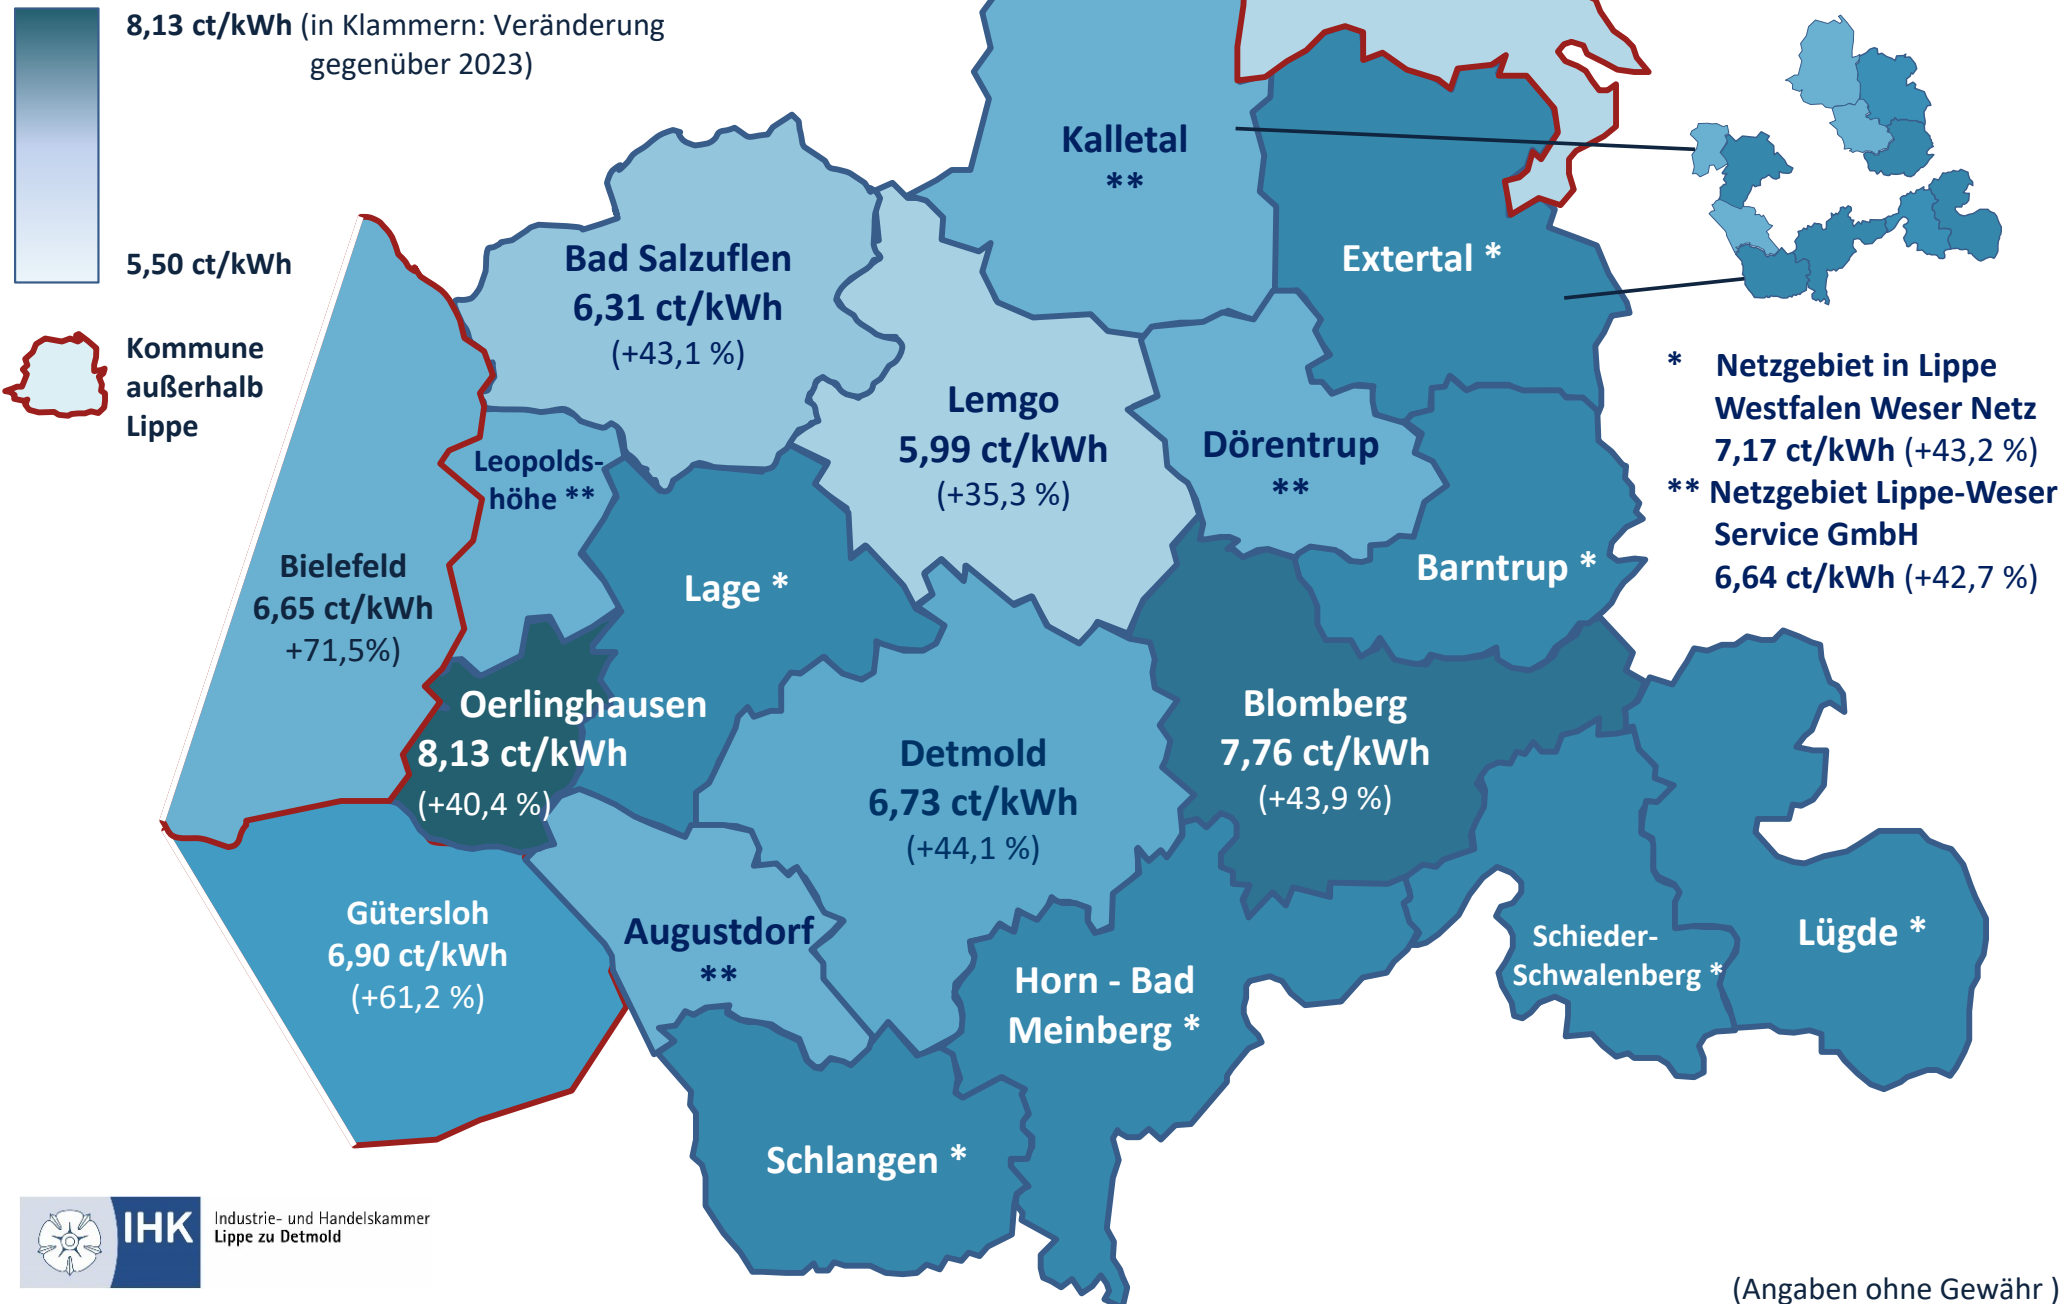 8,13 ct/kWh (in Klammern: Veränderung
gegenüber 2023)
5,50 ct/kWh
Kommune
außerhalb
Lippe
Kalletal
**
Extertal *
Bad Salzuflen
6,31 ct/kWh
(+43,1 %)
Lemgo
5,99 ct/kWh
(+35,3 %)
Dörentrup
**
* Netzgebiet in Lippe
Westfalen Weser Netz
7,17 ct/kWh (+43,2 %)
** Netzgebiet Lippe-Weser
Service GmbH
6,64 ct/kWh (+42,7 %)
Leopolds-
höhe **
Bielefeld
6,65 ct/kWh
+71,5%)
Lage *
Barntrup *
Oerlinghausen
8,13 ct/kWh
(+40,4 %)
Detmold
6,73 ct/kWh
(+44,1 %)
Blomberg
7,76 ct/kWh
(+43,9 %)
Gütersloh
6,90 ct/kWh
(+61,2 %)
Augustdorf
**
Horn - Bad
Meinberg *
Schieder-
Schwalenberg *
Lügde *
Schlangen *
IHK
Industrie- und Handelskammer
Lippe zu Detmold
(Angaben ohne Gewähr )